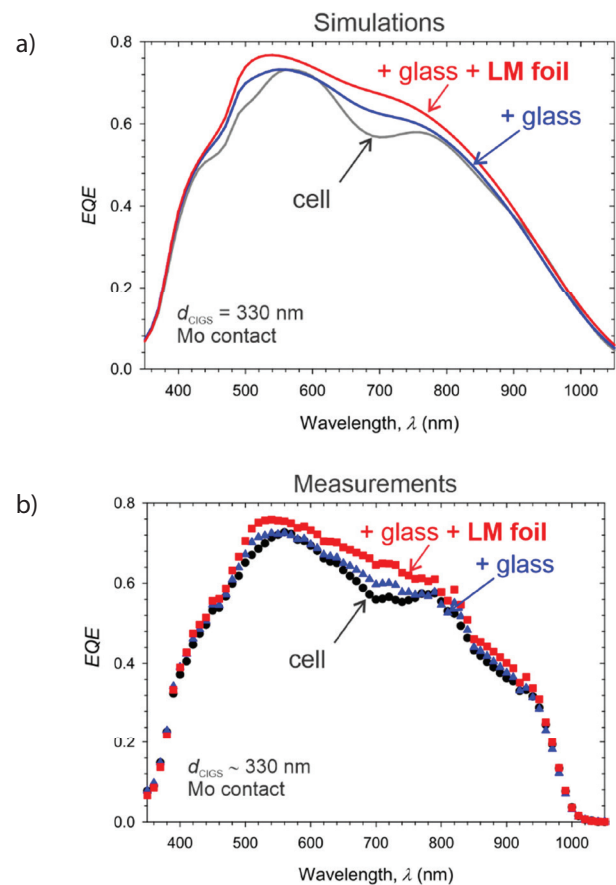 a)
Simulations
0.8
0.6
0.4
0.2
0.0
EQE
+ glass + LM foil
+ glass
cell
dCIGS = 330 nm
Mo contact
400 500 600 700 800 900 1000
Wavelength, λ (nm)
b)
Measurements
0.8
0.6
0.4
0.2
0.0
EQE
+ glass + LM foil
+ glass
cell
dCIGS ~ 330 nm
Mo contact
400 500 600 700 800 900 1000
Wavelength, λ (nm)